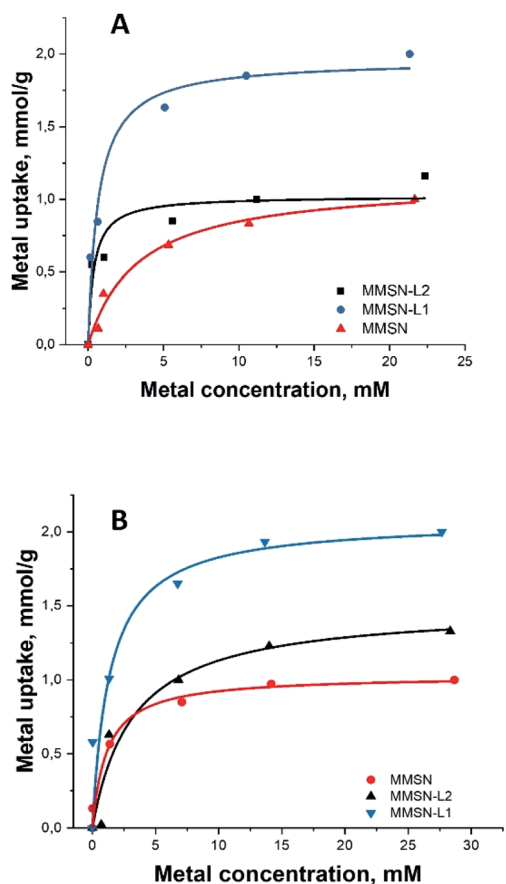 A
Metal uptake, mmol/g
2,0
1,5
1,0
0,5
0,0
MMSN-L2
MMSN-L1
MMSN
0 5 10 15 20 25
Metal concentration, mM
B
Metal uptake, mmol/g
2,0
1,5
1,0
0,5
0,0
MMSN
MMSN-L2
MMSN-L1
0 5 10 15 20 25 30
Metal concentration, mM